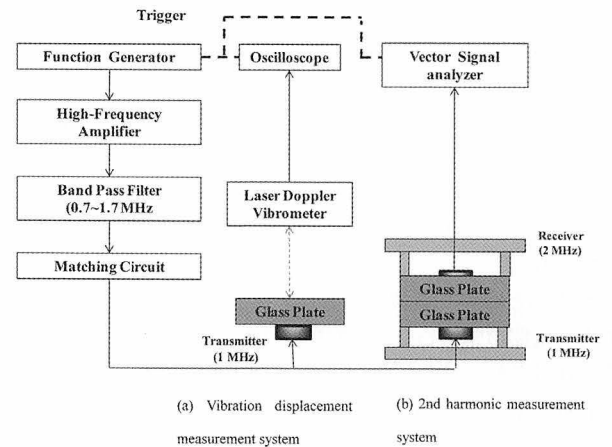 Trigger
Function Generator
Oscilloscope
Vector Signal
analyzer
High-Frequency
Amplifier
Band Pass Filter
(0.7~1.7 MHz
Laser Doppler
Vibrometer
Matching Circuit
Receiver
(2 MHz)
Glass Plate
Glass Plate
Glass Plate
Transmitter
(1 MHz)
Transmitter
(1 MHz)
(a) Vibration displacement
measurement system
(b) 2nd harmonic measurement
system